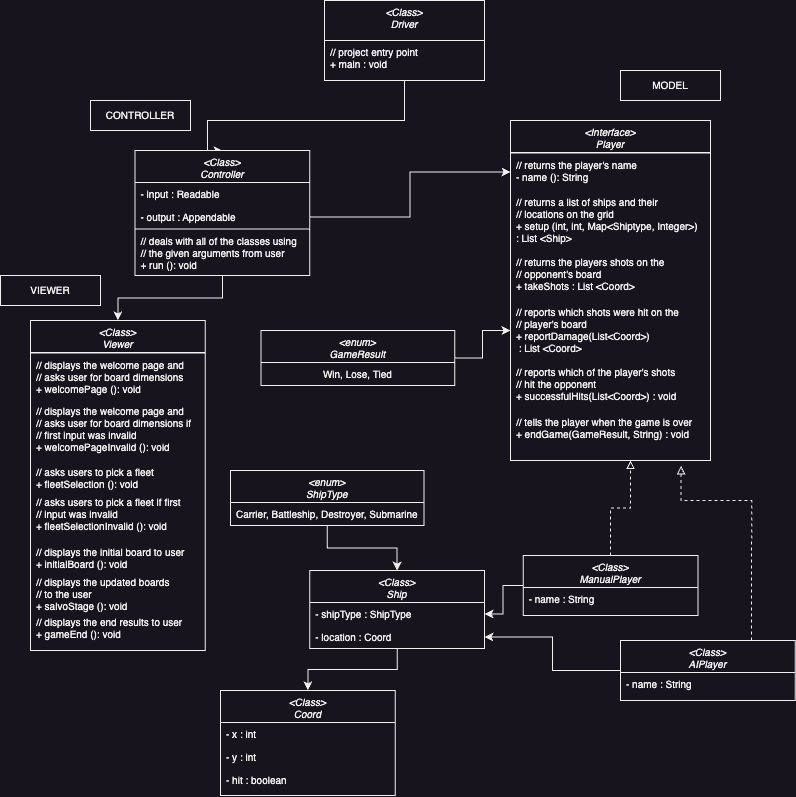 <Class>
Driver
// project entry point
+ main : void
MODEL
CONTROLLER
<Interface>
Player
// returns the player's name
- name (): String
// returns a list of ships and their
// locations on the grid
+ setup (int, int, Map<Shiptype, Integer>)
: List <Ship>
// returns the players shots on the
// opponent's board
+ takeShots : List <Coord>
// reports which shots were hit on the
// player's board
+ reportDamage(List<Coord>)
: List <Coord>
// reports which of the player's shots
// hit the opponent
+ successfulHits(List<Coord>) : void
// tells the player when the game is over
+ endGame(GameResult, String) : void
<Class>
Controller
- input : Readable
- output : Appendable
// deals with all of the classes using
// the given arguments from user
+ run (): void
VIEWER
<Class>
Viewer
// displays the welcome page and
// asks user for board dimensions
+ welcomePage (): void
// displays the welcome page and
// asks user for board dimensions if
// first input was invalid
+ welcomePageInvalid (): void
// asks users to pick a fleet
+ fleetSelection (): void
// asks users to pick a fleet if first
// input was invalid
+ fleetSelectionInvalid (): void
// displays the initial board to user
+ initialBoard (): void
// displays the updated boards
// to the user
+ salvoStage (): void
// displays the end results to user
+ gameEnd (): void
<enum>
GameResult
Win, Lose, Tied
<enum>
ShipType
Carrier, Battleship, Destroyer, Submarine
<Class>
Ship
- shipType : ShipType
- location : Coord
<Class>
ManualPlayer
- name : String
<Class>
AIPlayer
- name : String
<Class>
Coord
- x : int
- y : int
- hit : boolean